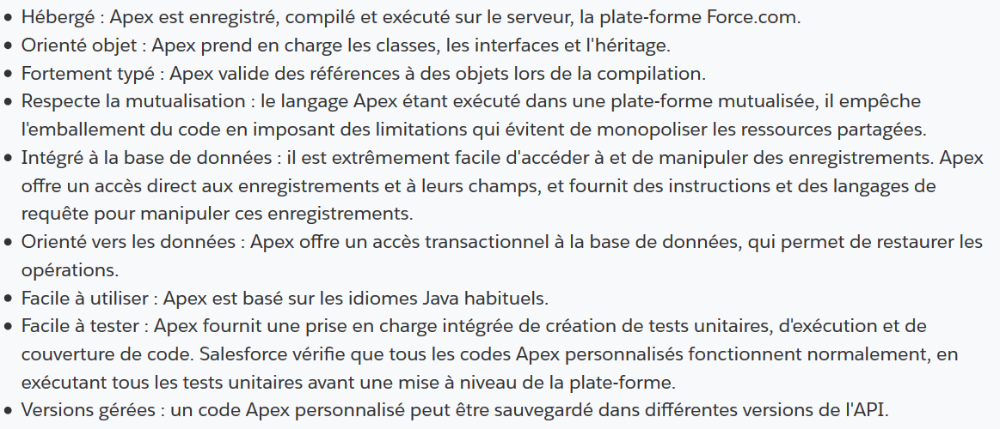 • Hébergé : Apex est enregistré, compilé et exécuté sur le serveur, la plate-forme Force.com.
• Orienté objet : Apex prend en charge les classes, les interfaces et l'héritage.
• Fortement typé : Apex valide des références à des objets lors de la compilation.
• Respecte la mutualisation : le langage Apex étant exécuté dans une plate-forme mutualisée, il empêche
l'emballement du code en imposant des limitations qui évitent de monopoliser les ressources partagées.
• Intégré à la base de données : il est extrêmement facile d'accéder à et de manipuler des enregistrements. Apex
offre un accès direct aux enregistrements et à leurs champs, et fournit des instructions et des langages de
requête pour manipuler ces enregistrements.
• Orienté vers les données : Apex offre un accès transactionnel à la base de données, qui permet de restaurer les
opérations.
• Facile à utiliser : Apex est basé sur les idiomes Java habituels.
• Facile à tester : Apex fournit une prise en charge intégrée de création de tests unitaires, d'exécution et de
couverture de code. Salesforce vérifie que tous les codes Apex personnalisés fonctionnent normalement, en
exécutant tous les tests unitaires avant une mise à niveau de la plate-forme.
• Versions gérées : un code Apex personnalisé peut être sauvegardé dans différentes versions de l'API.